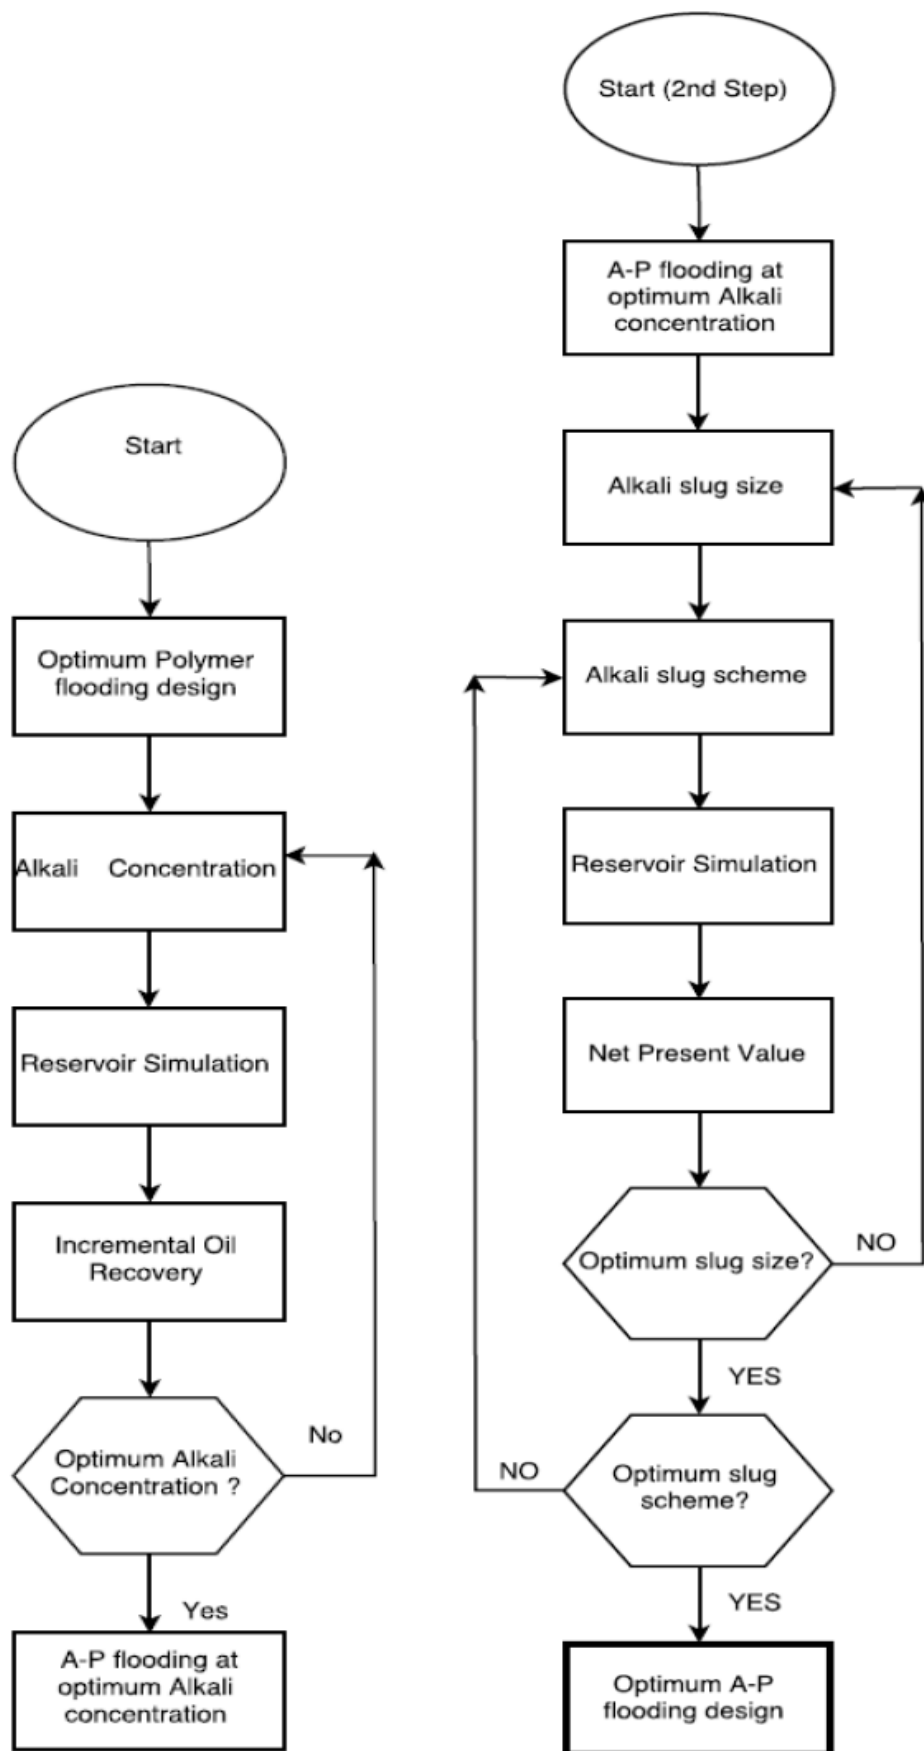 Start
Optimum Polymer
flooding design
Alkali Concentration
Reservoir Simulation
Incremental Oil
Recovery
Optimum Alkali
Concentration ?
No
Yes
A-P flooding at
optimum Alkali
concentration
Start (2nd Step)
A-P flooding at
optimum Alkali
concentration
Alkali slug size
Alkali slug scheme
Reservoir Simulation
Net Present Value
Optimum slug size?
NO
YES
Optimum slug
scheme?
NO
YES
Optimum A-P
flooding design